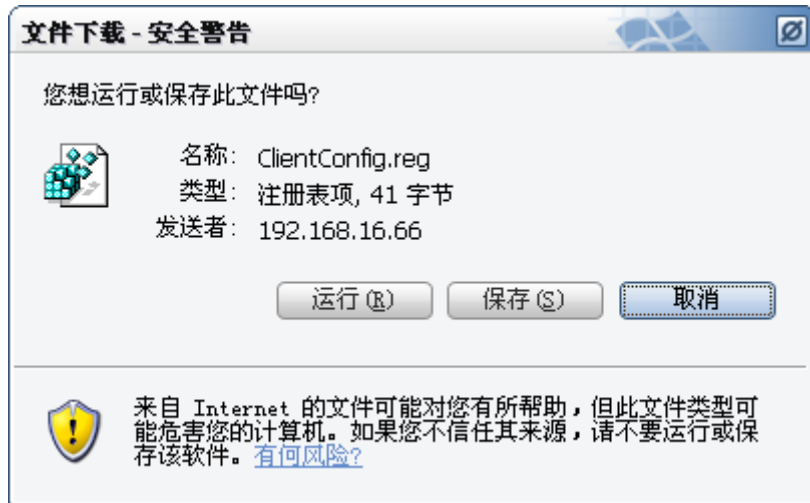 文件下载 - 安全警告
您想运行或保存此文件吗?
名称: ClientConfig.reg
类型: 注册表项, 41 字节
发送者: 192.168.16.66
运行(R) 保存(S) 取消
来自 Internet 的文件可能对您有所帮助，但此文件类型可
能危害您的计算机。如果您不信任其来源，请不要运行或保
存该软件。有何风险?